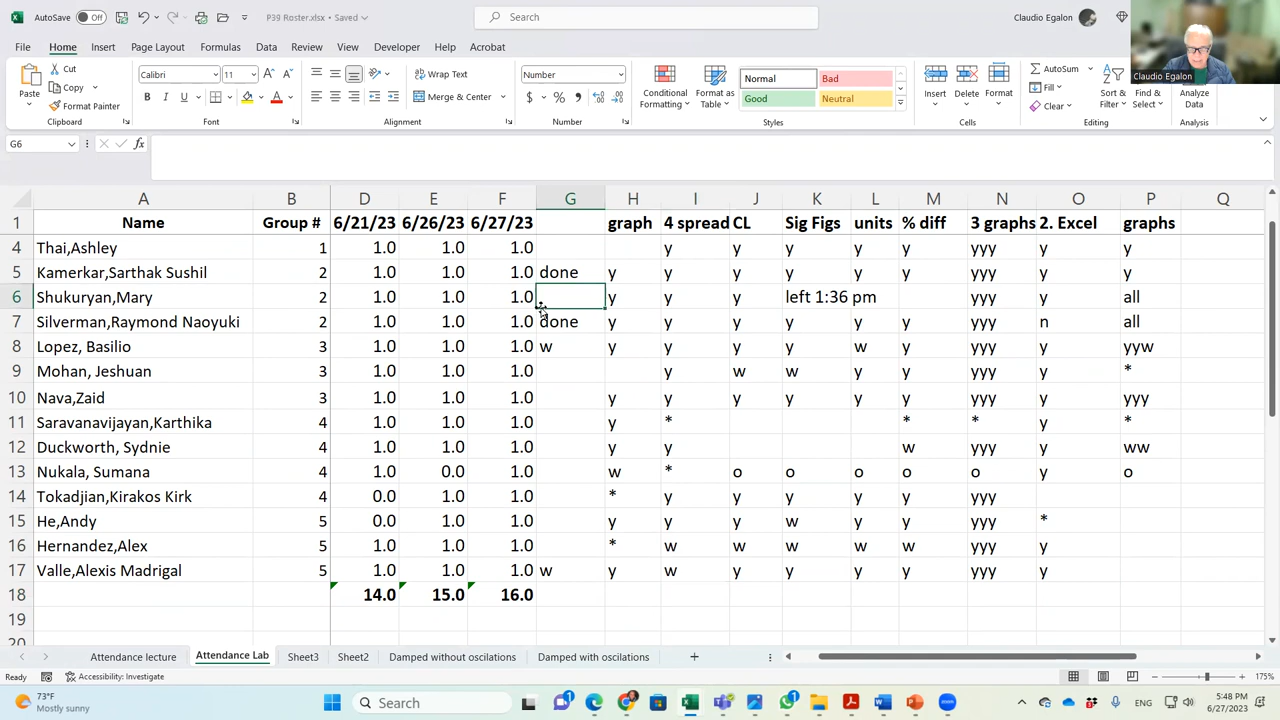 AutoSave Off P39 Roster.xlsx • Saved Search Claudio Egalon
File Home Insert Page Layout Formulas Data Review View Developer Help Acrobat
Claudio Egalon
Paste Cut Copy Format Painter Clipboard
Calibri 11 B I U A Font
Wrap Text Merge & Center Alignment
Number $ % Number
Conditional Formatting Format as Table Normal Bad Good Neutral Styles
Insert Delete Format Cells
AutoSum Fill Clear Sort & Filter Find & Select Editing
Analyze Data Analysis
G6 fx
A B D E F G H I J K L M N O P Q
1 Name Group # 6/21/23 6/26/23 6/27/23 graph 4 spread CL Sig Figs units % diff 3 graphs 2. Excel graphs
4 Thai,Ashley 1 1.0 1.0 1.0 y y y y y yyy y y
5 Kamerkar,Sarthak Sushil 2 1.0 1.0 1.0 done y y y y y y yyy y y
6 Shukuryan,Mary 2 1.0 1.0 1.0 y y y left 1:36 pm yyy y all
7 Silverman,Raymond Naoyuki 2 1.0 1.0 1.0 done y y y y y y yyy n all
8 Lopez, Basilio 3 1.0 1.0 1.0 w y y y y w y yyy y yyw
9 Mohan, Jeshuan 3 1.0 1.0 1.0 y w w y y yyy y *
10 Nava,Zaid 3 1.0 1.0 1.0 y y y y y y yyy y yyy
11 Saravanavijayan,Karthika 4 1.0 1.0 1.0 y * * * y *
12 Duckworth, Sydnie 4 1.0 1.0 1.0 y y w yyy y ww
13 Nukala, Sumana 4 1.0 0.0 1.0 w * o o o o o y o
14 Tokadjian,Kirakos Kirk 4 0.0 1.0 1.0 * y y y y y yyy
15 He,Andy 5 0.0 1.0 1.0 y y y w y y yyy *
16 Hernandez,Alex 5 1.0 1.0 1.0 * w w w w w yyy y
17 Valle,Alexis Madrigal 5 1.0 1.0 1.0 w y w y y y y yyy y
18 14.0 15.0 16.0
19
20
Attendance lecture Attendance Lab Sheet3 Sheet2 Damped without oscilations Damped with oscilations
Ready Accessibility: Investigate 175%
73°F Mostly sunny Search 1 1 5:48 PM 6/27/2023